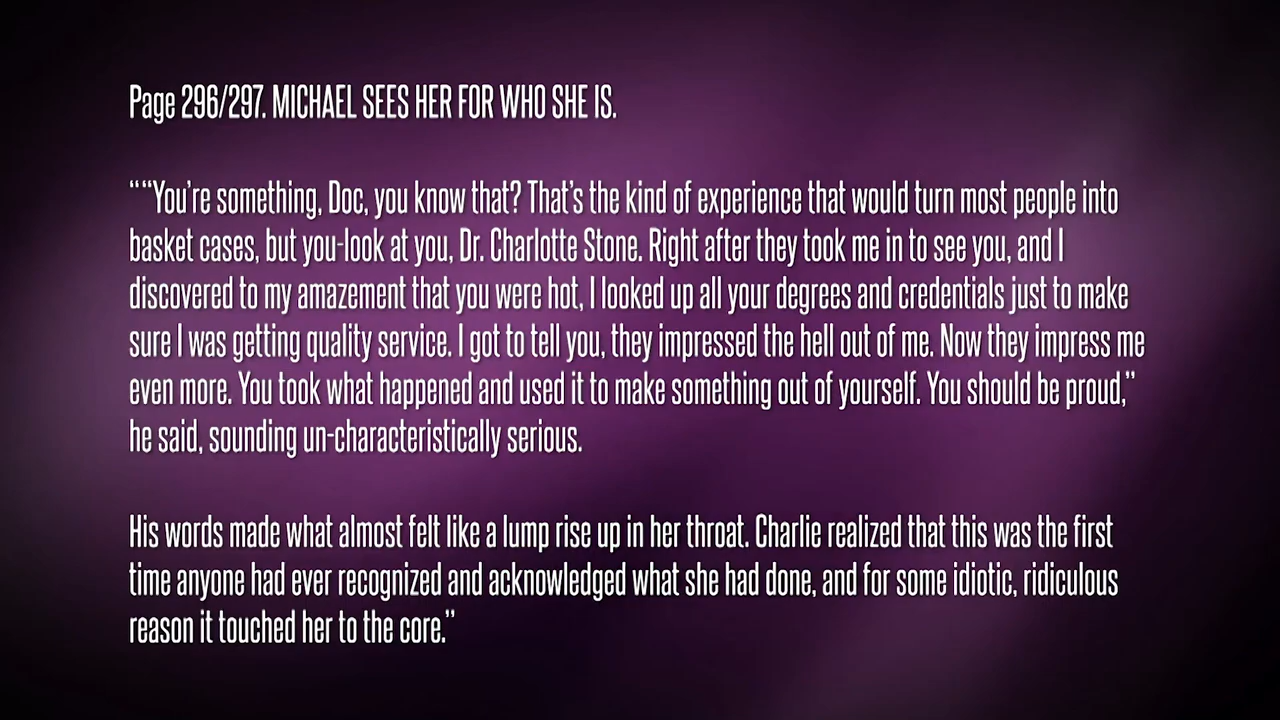 Page 296/297. MICHAEL SEES HER FOR WHO SHE IS.
““You’re something, Doc, you know that? That’s the kind of experience that would turn most people into
basket cases, but you-look at you, Dr. Charlotte Stone. Right after they took me in to see you, and I
discovered to my amazement that you were hot, I looked up all your degrees and credentials just to make
sure I was getting quality service. I got to tell you, they impressed the hell out of me. Now they impress me
even more. You took what happened and used it to make something out of yourself. You should be proud,”
he said, sounding un-characteristically serious.
His words made what almost felt like a lump rise up in her throat. Charlie realized that this was the first
time anyone had ever recognized and acknowledged what she had done, and for some idiotic, ridiculous
reason it touched her to the core.”